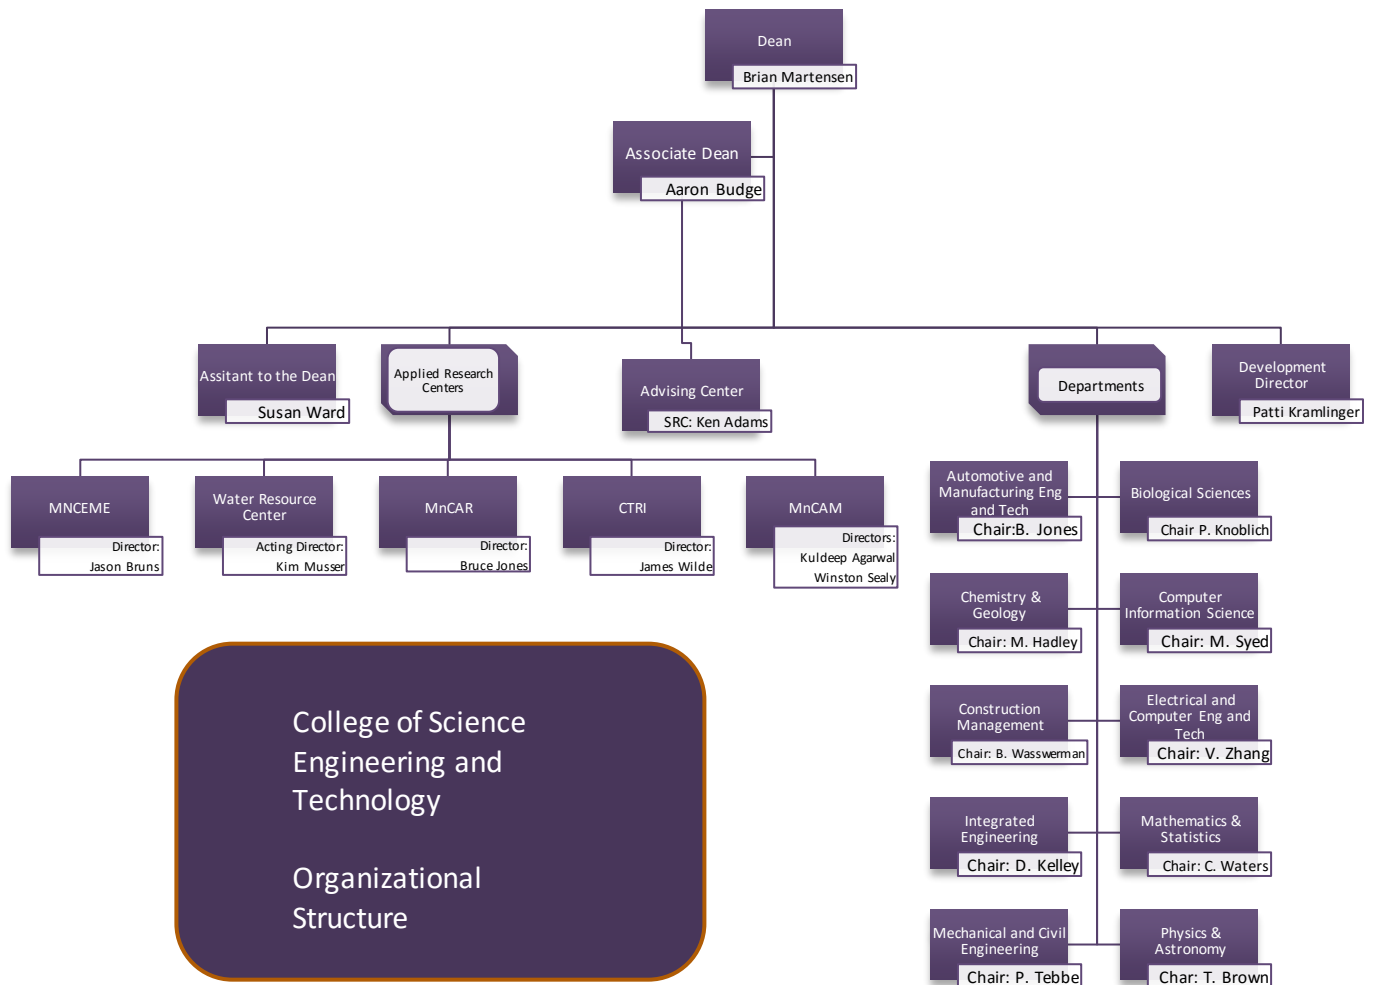 Dean
Brian Martensen
Associate Dean
Aaron Budge
Assitant to the Dean
Susan Ward
Applied Research
Centers
Advising Center
SRC: Ken Adams
Departments
Development
Director
Patti Kramlinger
MNCEME
Director:
Jason Bruns
Water Resource
Center
Acting Director:
Kim Musser
MnCAR
Director:
Bruce Jones
CTRI
Director:
James Wilde
MnCAM
Directors:
Kuldeep Agarwal
Winston Sealy
Automotive and
Manufacturing Eng
and Tech
Chair:B. Jones
Biological Sciences
Chair P. Knoblich
Chemistry &
Geology
Chair: M. Hadley
Computer
Information Science
Chair: M. Syed
Construction
Management
Chair: B. Wasswerman
Electrical and
Computer Eng and
Tech
Chair: V. Zhang
Integrated
Engineering
Chair: D. Kelley
Mathematics &
Statistics
Chair: C. Waters
Mechanical and Civil
Engineering
Chair: P. Tebbe
Physics &
Astronomy
Char: T. Brown
College of Science
Engineering and
Technology
Organizational
Structure